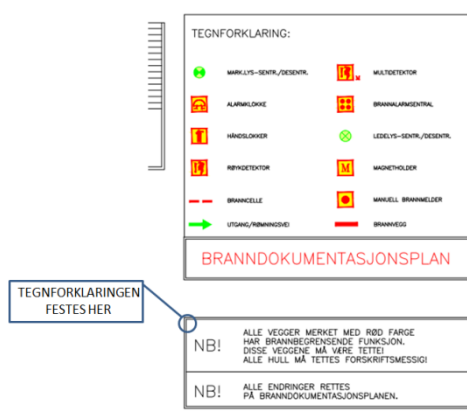 TEGNFORKLARING:
MARK.LYS-SENTR./DESENTR.
M
MULTIDETEKTOR
ALARMKLOKKE
BRANNALARMSENTRAL
HÅNDSLOKKER
LEDELYS-SENTR./DESENTR.
RØYKDETEKTOR
M
MAGNETHOLDER
BRANNCELLE
MANUELL BRANNMELDER
UTGANG/RØMNINGSVEI
BRANNVEGG
BRANNDOKUMENTASJONSPLAN
TEGNFORKLARINGEN
FESTES HER
NB!
ALLE VEGGER MERKET MED RØD FARGE
HAR BRANNBEGRENSENDE FUNKSJON.
DISSE VEGGENE MÅ VÆRE TETTE!
ALLE HULL MÅ TETTES FORSKRIFTSMESSIG!
NB!
ALLE ENDRINGER RETTES
PÅ BRANNDOKUMENTASJONSPLANEN.